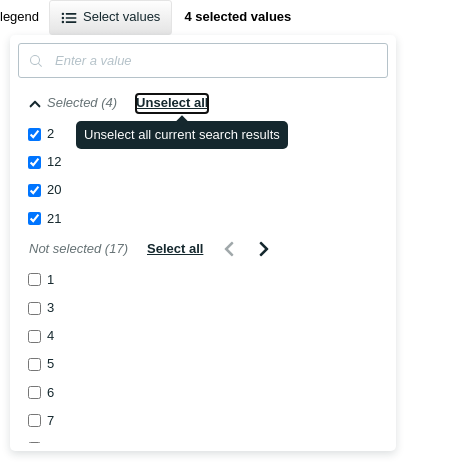 legend Select values 4 selected values
Enter a value
Selected (4) Unselect all
2 Unselect all current search results
12
20
21
Not selected (17) Select all
1
3
4
5
6
7